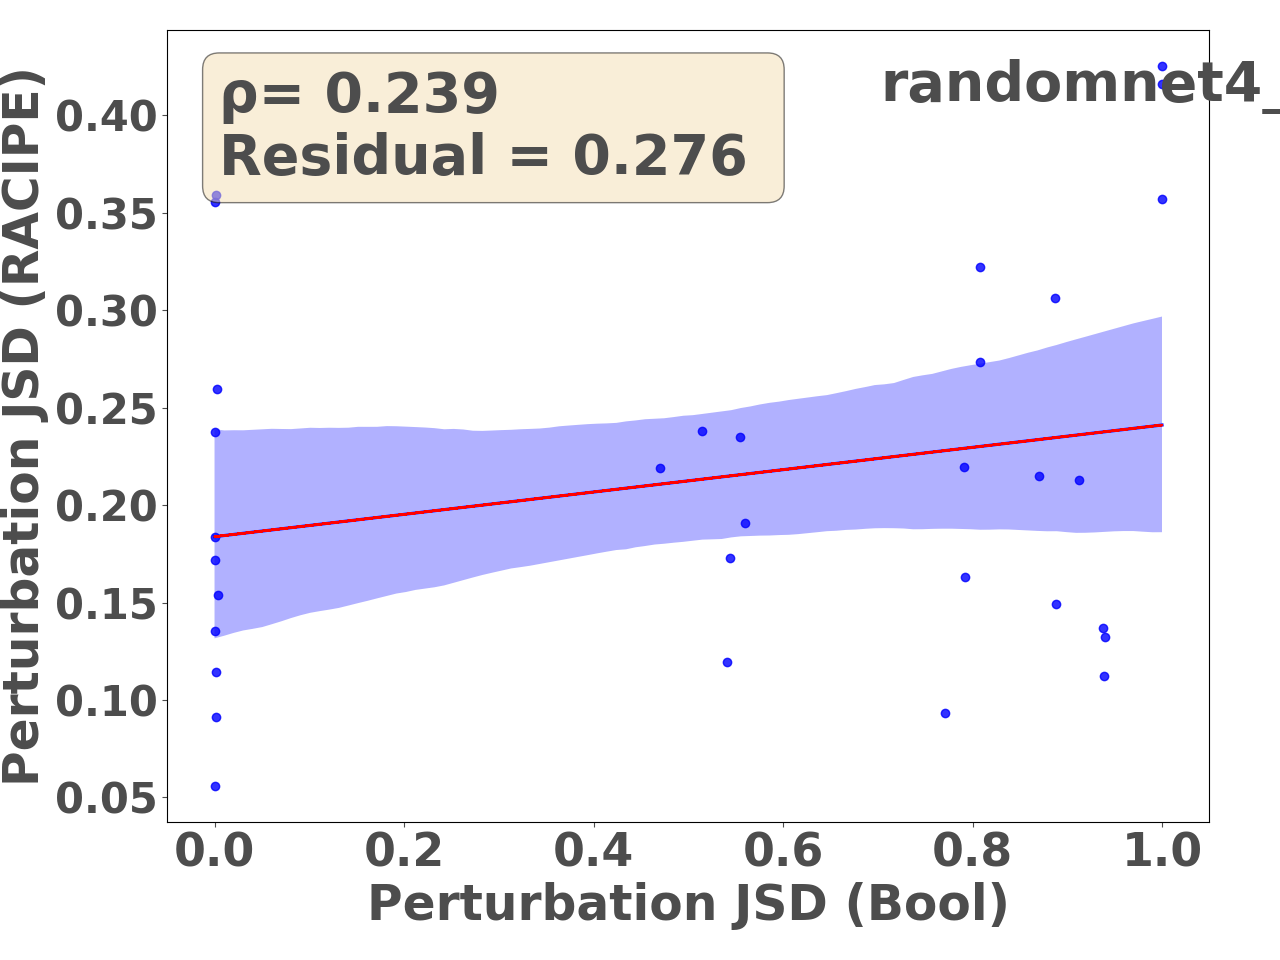 ρ= 0.239
Residual = 0.276
randomnet4_
Perturbation JSD (RACIPE)
0.40
0.35
0.30
0.25
0.20
0.15
0.10
0.05
0.0 0.2 0.4 0.6 0.8 1.0
Perturbation JSD (Bool)